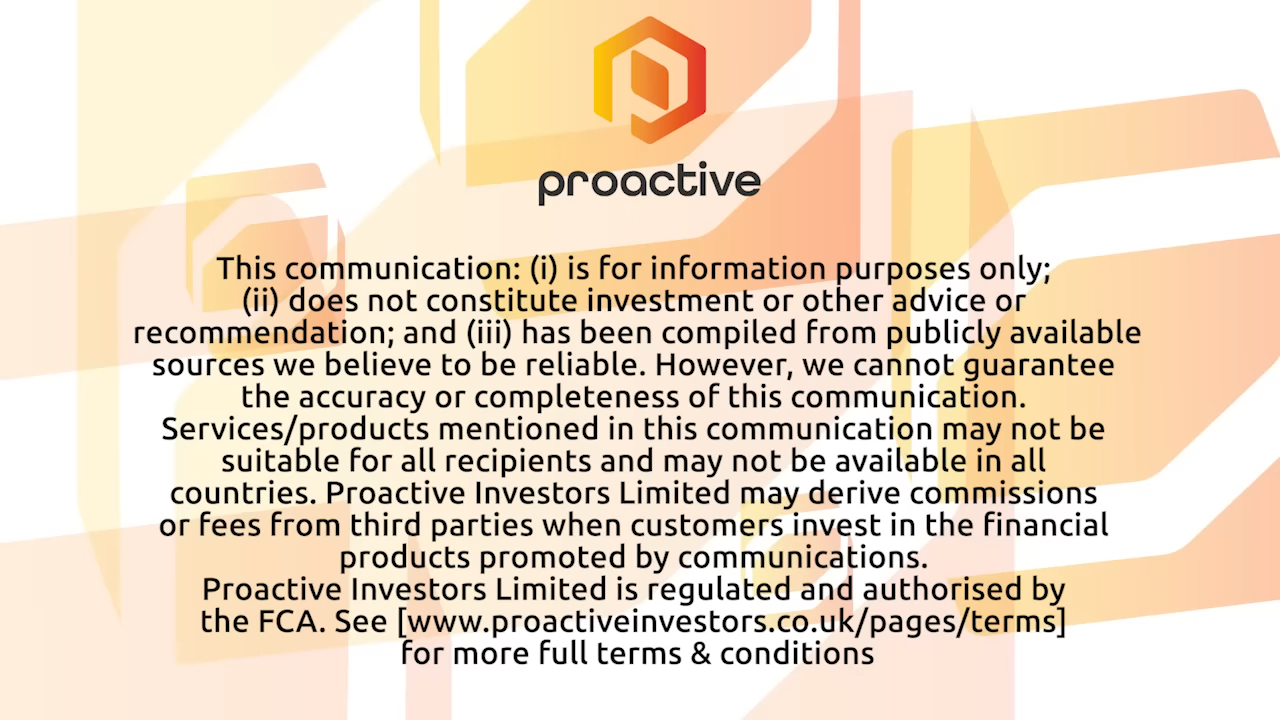 proactive
This communication: (i) is for information purposes only;
(ii) does not constitute investment or other advice or
recommendation; and (iii) has been compiled from publicly available
sources we believe to be reliable. However, we cannot guarantee
the accuracy or completeness of this communication.
Services/products mentioned in this communication may not be
suitable for all recipients and may not be available in all
countries. Proactive Investors Limited may derive commissions
or fees from third parties when customers invest in the financial
products promoted by communications.
Proactive Investors Limited is regulated and authorised by
the FCA. See [www.proactiveinvestors.co.uk/pages/terms]
for more full terms & conditions